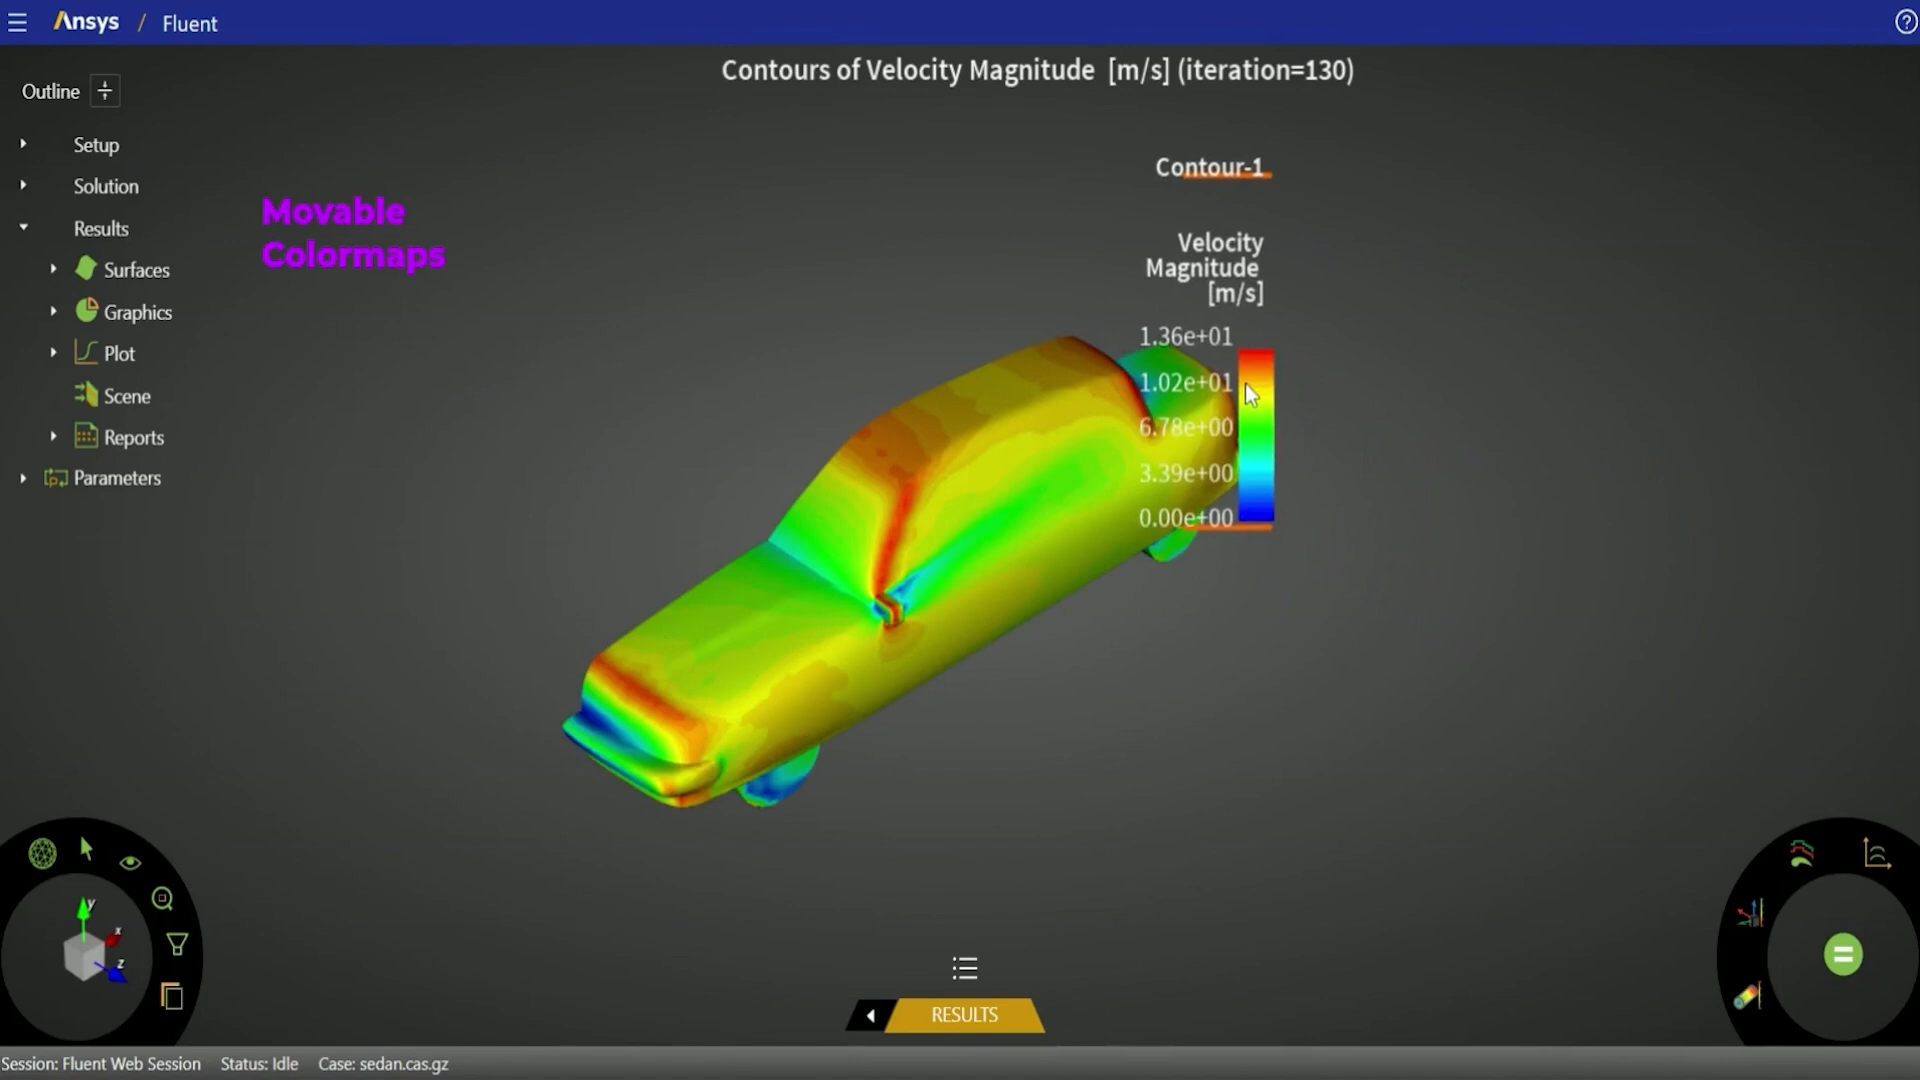 Ansys / Fluent
Contours of Velocity Magnitude [m/s] (iteration=130)
Outline
Setup
Solution
Results
Surfaces
Graphics
Plot
Scene
Reports
Parameters
Movable
Colormaps
Contour-1
Velocity
Magnitude
[m/s]
1.36e+01
1.02e+01
6.78e+00
3.39e+00
0.00e+00
y
x
z
RESULTS
Session: Fluent Web Session Status: Idle Case: sedan.cas.gz